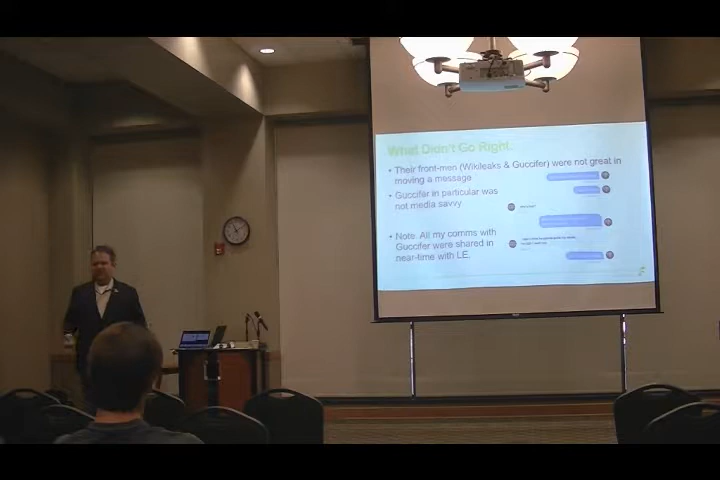 What Didn't Go Right.
• Their front-men (Wikileaks & Guccifer) were not great in
moving a message
• Guccifer in particular was
not media savvy
• Note. All my comms with
Guccifer were shared in
near-time with LE.